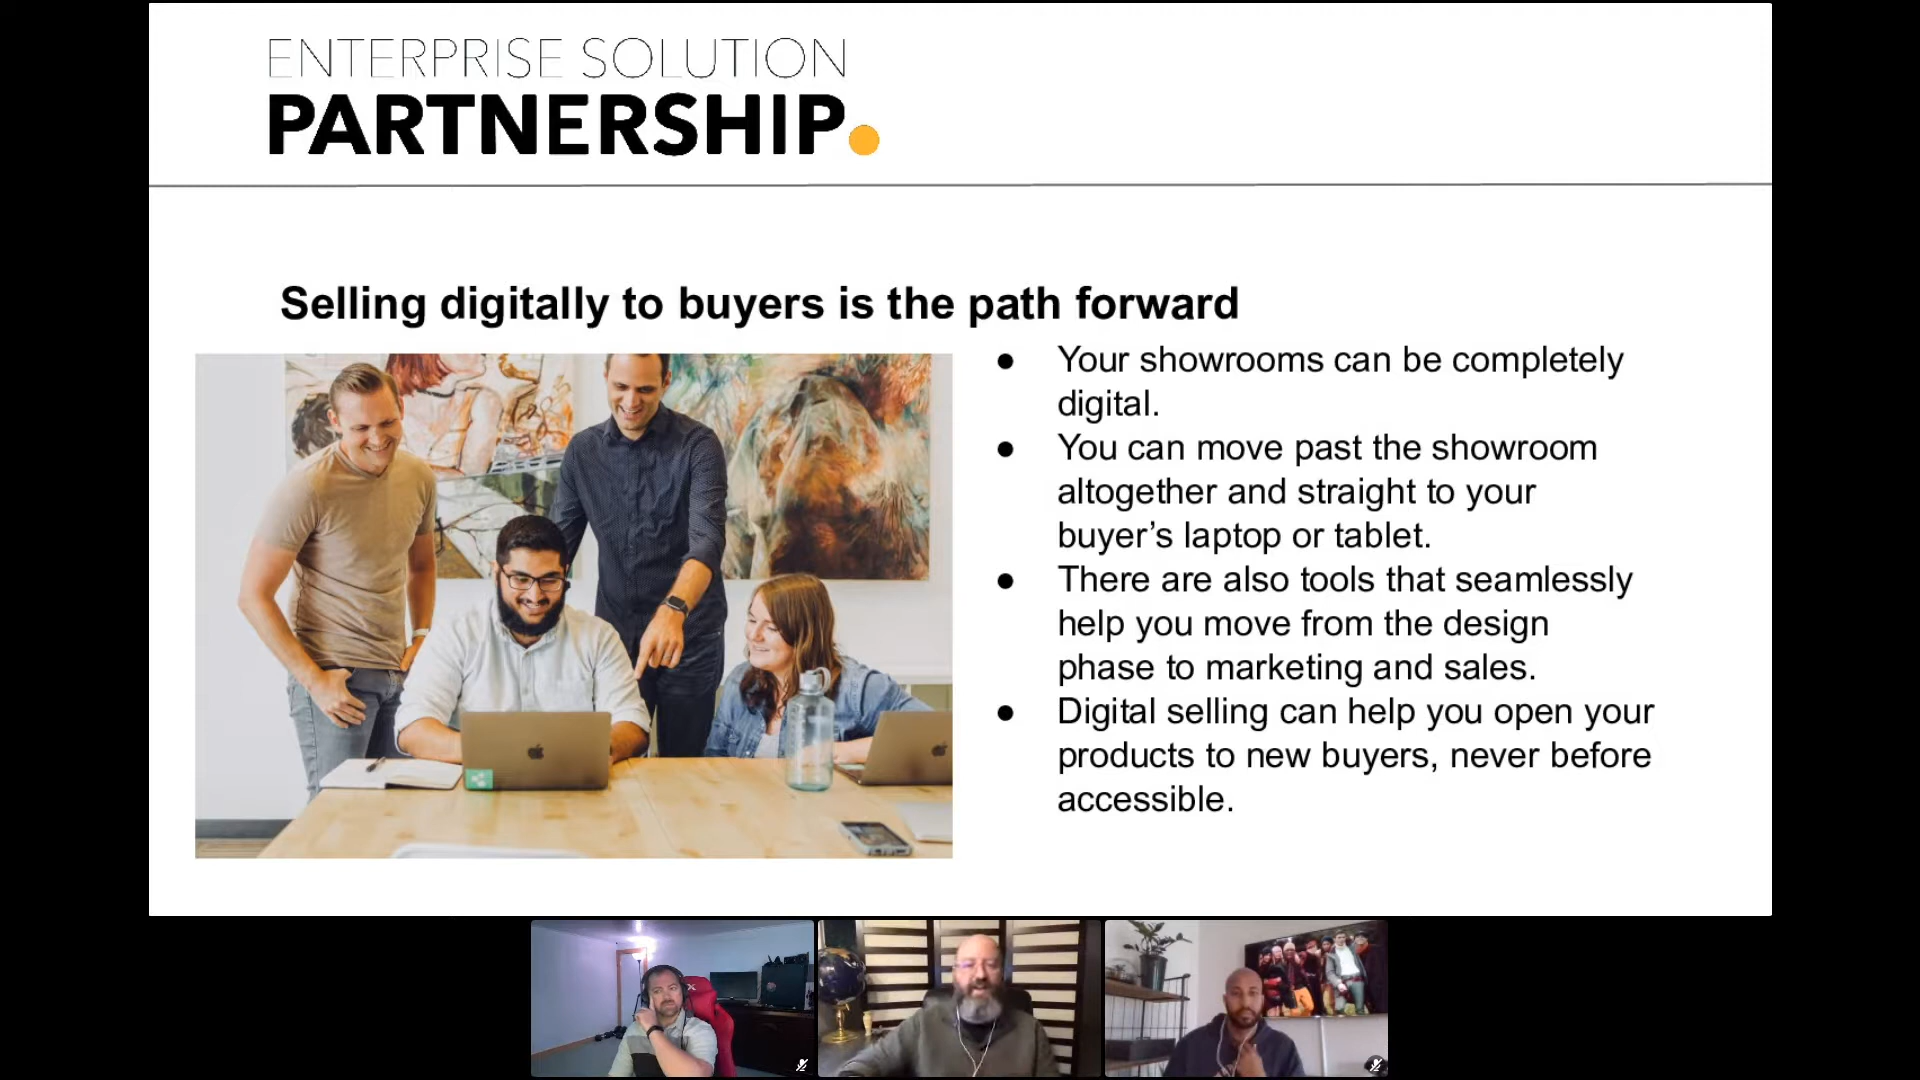 ENTERPRISE SOLUTION
PARTNERSHIP.
Selling digitally to buyers is the path forward
● Your showrooms can be completely
digital.
● You can move past the showroom
altogether and straight to your
buyer’s laptop or tablet.
● There are also tools that seamlessly
help you move from the design
phase to marketing and sales.
● Digital selling can help you open your
products to new buyers, never before
accessible.